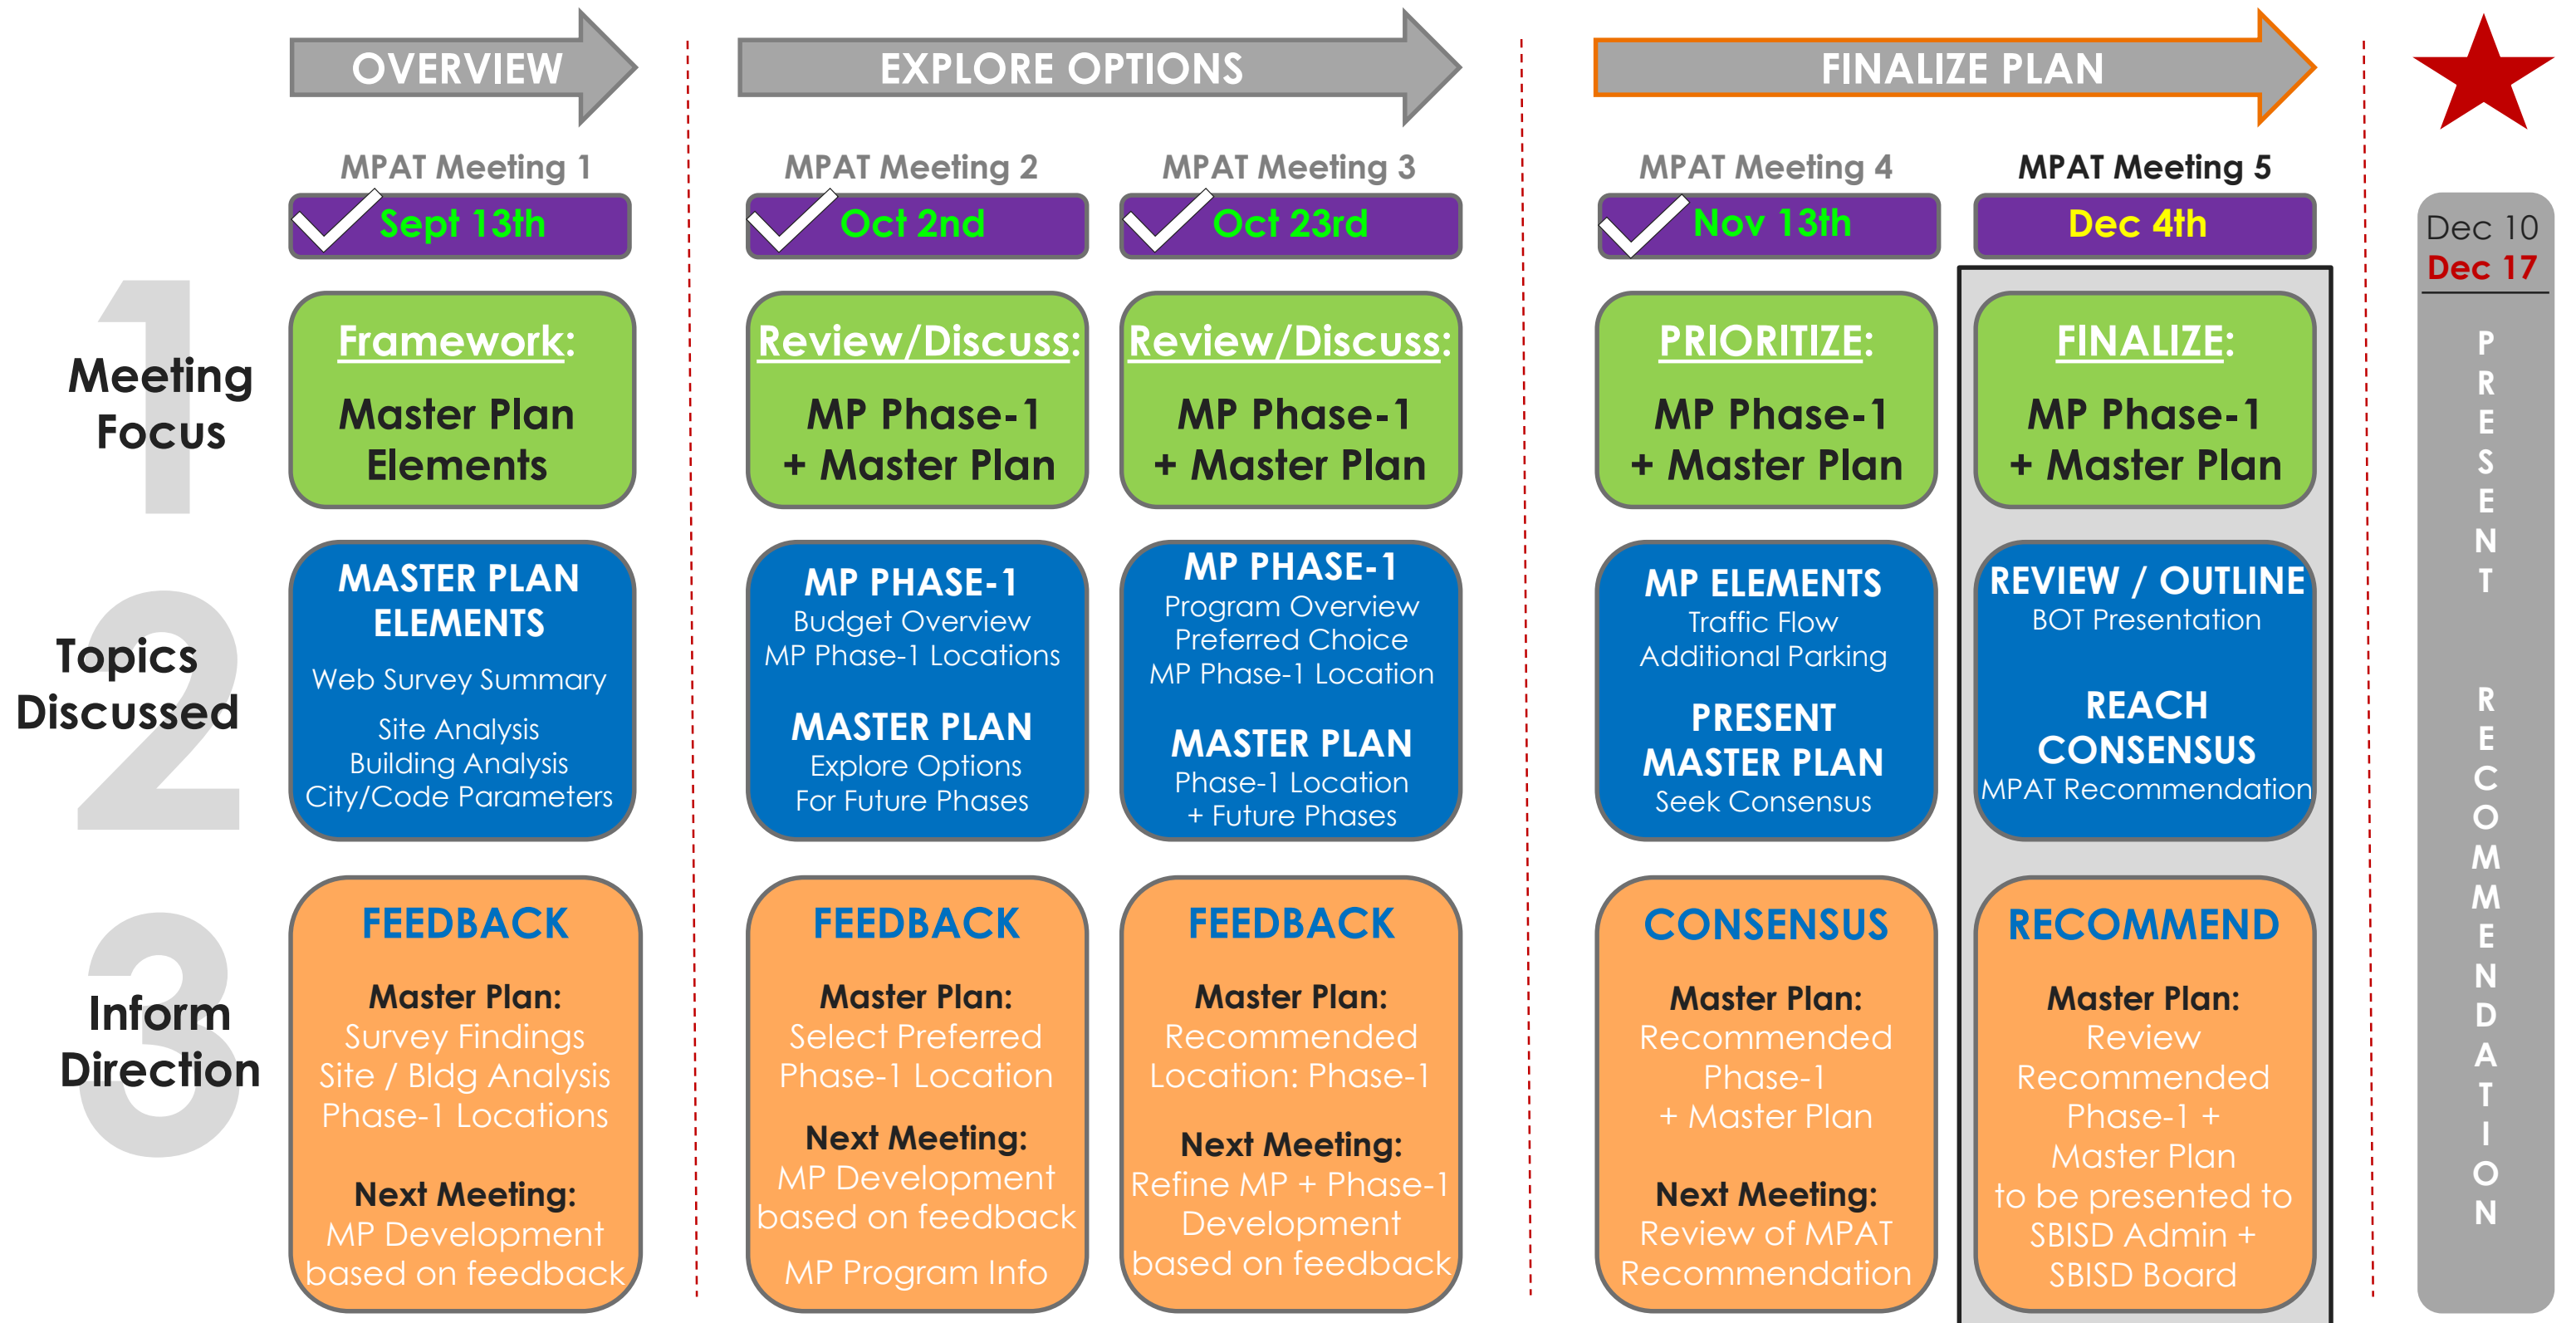 OVERVIEW
EXPLORE OPTIONS
FINALIZE PLAN
MPAT Meeting 1
MPAT Meeting 2
MPAT Meeting 3
MPAT Meeting 4
MPAT Meeting 5
Sept 13th
Oct 2nd
Oct 23rd
Nov 13th
Dec 4th
Dec 10
Dec 17
PRESENT
RECOMMENDATION
1
Meeting
Focus
Framework:
Master Plan
Elements
Review/Discuss:
MP Phase-1
+ Master Plan
Review/Discuss:
MP Phase-1
+ Master Plan
PRIORITIZE:
MP Phase-1
+ Master Plan
FINALIZE:
MP Phase-1
+ Master Plan
2
Topics
Discussed
MASTER PLAN
ELEMENTS
Web Survey Summary
Site Analysis
Building Analysis
City/Code Parameters
MP PHASE-1
Budget Overview
MP Phase-1 Locations
MASTER PLAN
Explore Options
For Future Phases
MP PHASE-1
Program Overview
Preferred Choice
MP Phase-1 Location
MASTER PLAN
Phase-1 Location
+ Future Phases
MP ELEMENTS
Traffic Flow
Additional Parking
PRESENT
MASTER PLAN
Seek Consensus
REVIEW / OUTLINE
BOT Presentation
REACH
CONSENSUS
MPAT Recommendation
3
Inform
Direction
FEEDBACK
Master Plan:
Survey Findings
Site / Bldg Analysis
Phase-1 Locations
Next Meeting:
MP Development
based on feedback
FEEDBACK
Master Plan:
Select Preferred
Phase-1 Location
Next Meeting:
MP Development
based on feedback
MP Program Info
FEEDBACK
Master Plan:
Recommended
Location: Phase-1
Next Meeting:
Refine MP + Phase-1
Development
based on feedback
CONSENSUS
Master Plan:
Recommended
Phase-1
+ Master Plan
Next Meeting:
Review of MPAT
Recommendation
RECOMMEND
Master Plan:
Review
Recommended
Phase-1 +
Master Plan
to be presented to
SBISD Admin +
SBISD Board